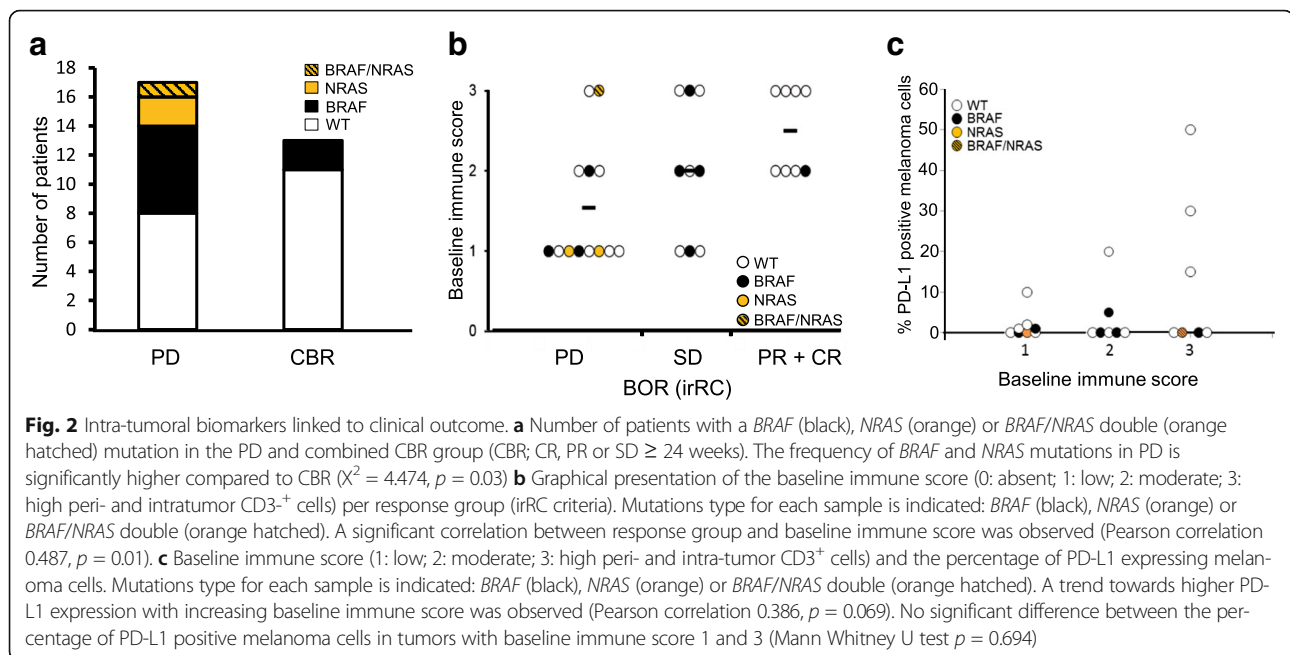 a
Number of patients
18
16
14
12
10
8
6
4
2
0
BRAF/NRAS
NRAS
BRAF
WT
PD
CBR
b
Baseline immune score
3
2
1
0
WT
BRAF
NRAS
BRAF/NRAS
PD
SD
PR + CR
BOR (irRC)
c
% PD-L1 positive melanoma cells
60
50
40
30
20
10
0
WT
BRAF
NRAS
BRAF/NRAS
1
2
3
Baseline immune score
Fig. 2 Intra-tumoral biomarkers linked to clinical outcome. a Number of patients with a BRAF (black), NRAS (orange) or BRAF/NRAS double (orange
hatched) mutation in the PD and combined CBR group (CBR; CR, PR or SD ≥ 24 weeks). The frequency of BRAF and NRAS mutations in PD is
significantly higher compared to CBR (X² = 4.474, p = 0.03) b Graphical presentation of the baseline immune score (0: absent; 1: low; 2: moderate; 3:
high peri- and intratumor CD3-⁺ cells) per response group (irRC criteria). Mutations type for each sample is indicated: BRAF (black), NRAS (orange) or
BRAF/NRAS double (orange hatched). A significant correlation between response group and baseline immune score was observed (Pearson correlation
0.487, p = 0.01). c Baseline immune score (1: low; 2: moderate; 3: high peri- and intra-tumor CD3⁺ cells) and the percentage of PD-L1 expressing melan-
oma cells. Mutations type for each sample is indicated: BRAF (black), NRAS (orange) or BRAF/NRAS double (orange hatched). A trend towards higher PD-
L1 expression with increasing baseline immune score was observed (Pearson correlation 0.386, p = 0.069). No significant difference between the per-
centage of PD-L1 positive melanoma cells in tumors with baseline immune score 1 and 3 (Mann Whitney U test p = 0.694)